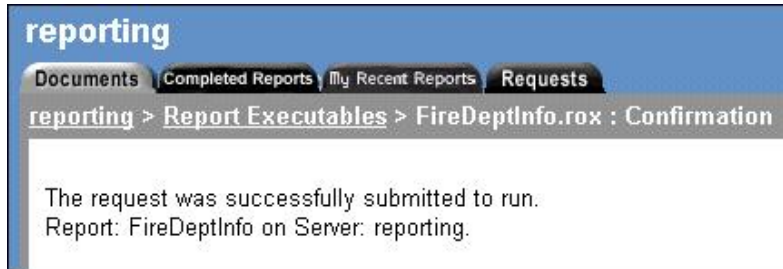 reporting
Documents Completed Reports My Recent Reports Requests
reporting > Report Executables > FireDeptInfo.rox : Confirmation
The request was successfully submitted to run.
Report: FireDeptInfo on Server: reporting.